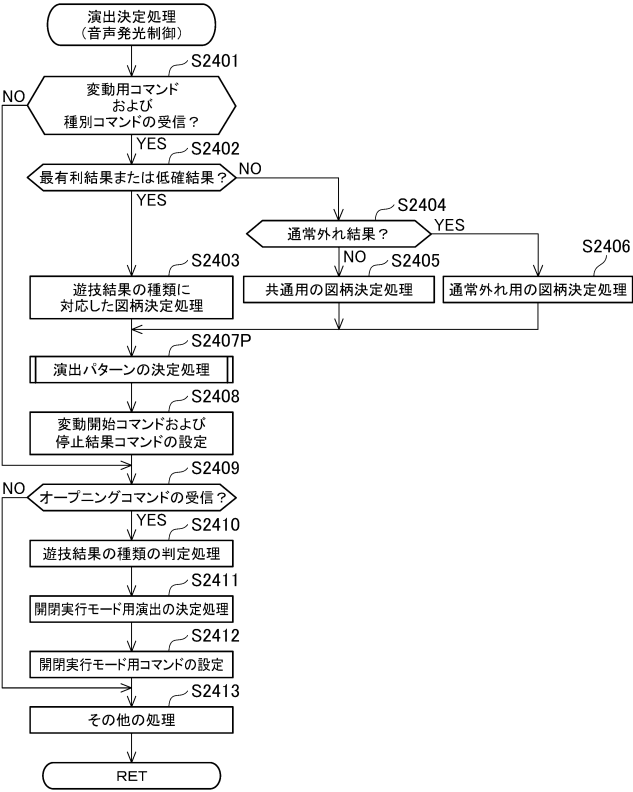 演出決定処理
（音声発光制御）
S2401
変動用コマンド
および
種別コマンドの受信？
NO
YES
S2402
最有利結果または低確結果？
NO
YES
S2404
通常外れ結果？
YES
NO
S2403
遊技結果の種類に
対応した図柄決定処理
S2405
共通用の図柄決定処理
S2406
通常外れ用の図柄決定処理
S2407P
演出パターンの決定処理
S2408
変動開始コマンドおよび
停止結果コマンドの設定
S2409
オープニングコマンドの受信？
NO
YES
S2410
遊技結果の種類の判定処理
S2411
開閉実行モード用演出の決定処理
S2412
開閉実行モード用コマンドの設定
S2413
その他の処理
RET